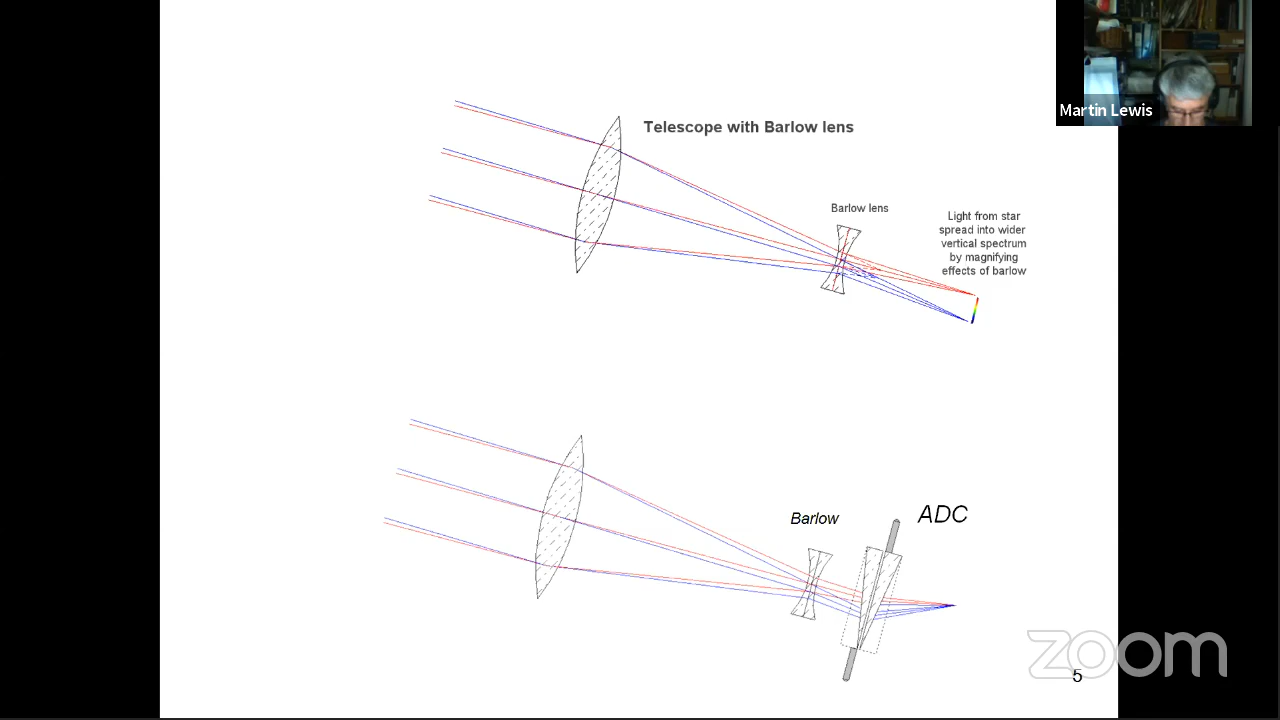 Martin Lewis
Telescope with Barlow lens
Barlow lens
Light from star
spread into wider
vertical spectrum
by magnifying
effects of barlow
Barlow
ADC
zoom
5